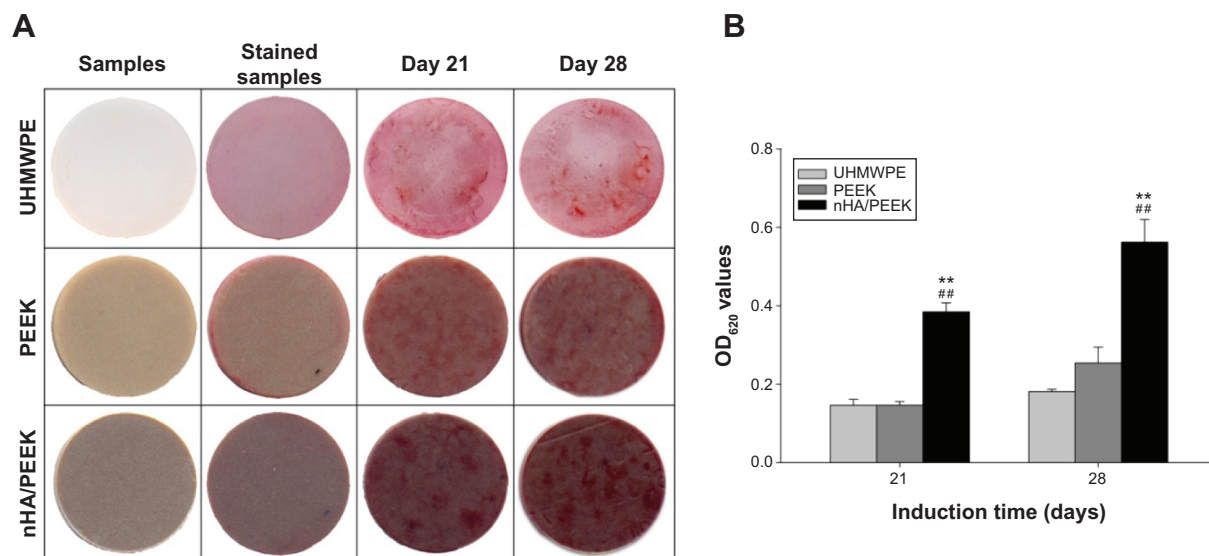 A
Samples
Stained
samples
Day 21
Day 28
UHMWPE
PEEK
nHA/PEEK
B
0.8
0.6
0.4
0.2
0.0
OD₆₂₀ values
UHMWPE
PEEK
nHA/PEEK
**
##
**
##
21
28
Induction time (days)